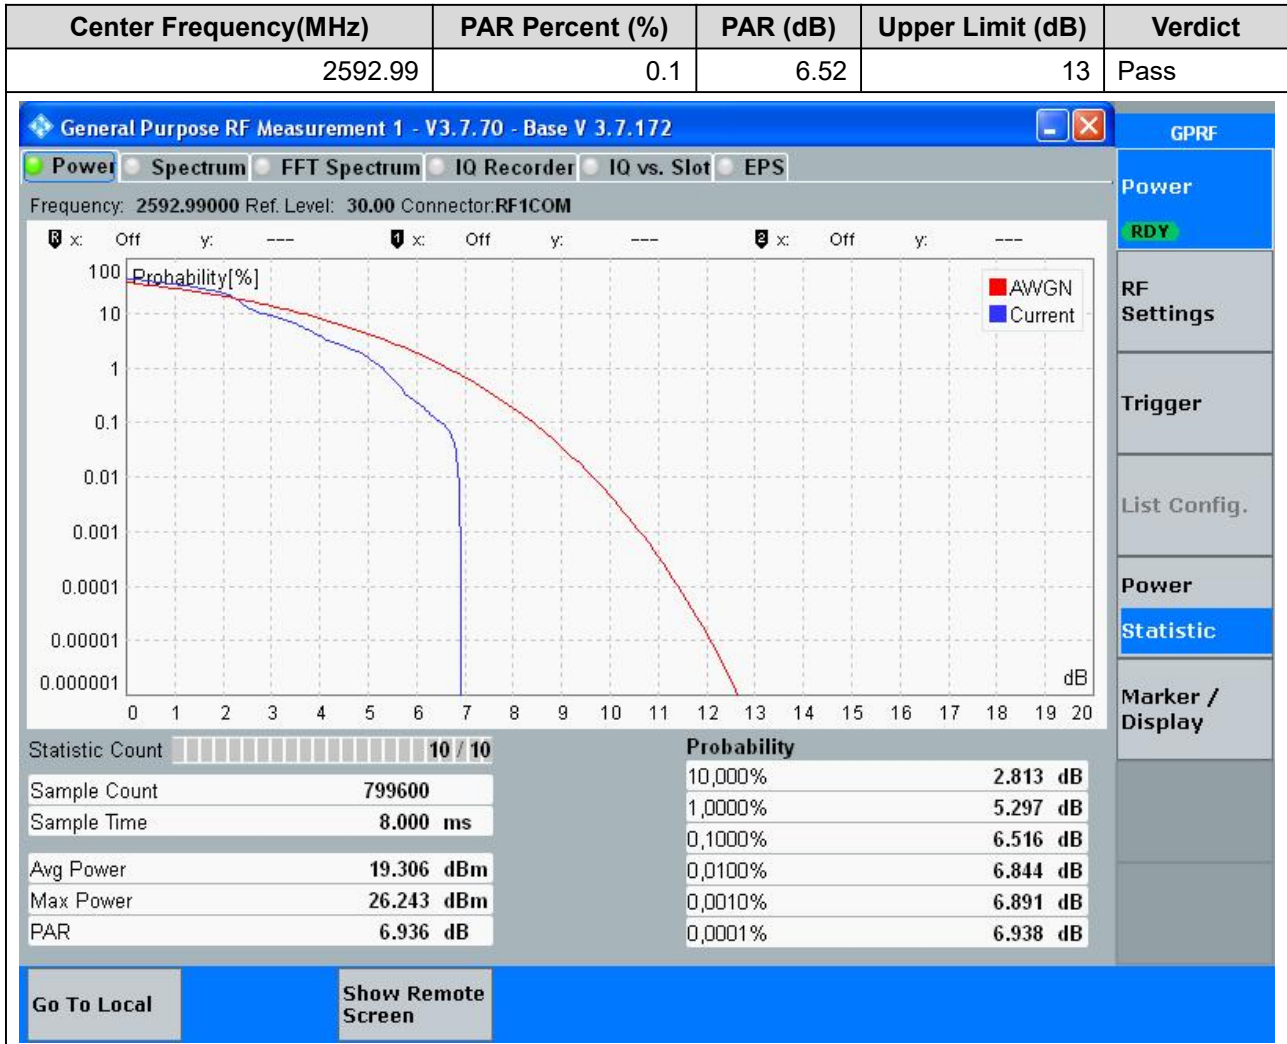 Center Frequency(MHz) PAR Percent (%) PAR (dB) Upper Limit (dB) Verdict
2592.99 0.1 6.52 13 Pass
General Purpose RF Measurement 1 - V3.7.70 - Base V 3.7.172
GPRF
Power Spectrum FFT Spectrum IQ Recorder IQ vs. Slot EPS
Power
RDY
Frequency: 2592.99000 Ref. Level: 30.00 Connector:RF1COM
R x: Off y: --- 1 x: Off y: --- 2 x: Off y: ---
100 Probability[%]
AWGN
Current
10
1
0.1
0.01
0.001
0.0001
0.00001
0.000001
dB
0 1 2 3 4 5 6 7 8 9 10 11 12 13 14 15 16 17 18 19 20
RF
Settings
Trigger
List Config.
Power
Statistic
Marker /
Display
Statistic Count 10 / 10
Sample Count 799600
Sample Time 8.000 ms
Avg Power 19.306 dBm
Max Power 26.243 dBm
PAR 6.936 dB
Probability
10,000% 2.813 dB
1,0000% 5.297 dB
0,1000% 6.516 dB
0,0100% 6.844 dB
0,0010% 6.891 dB
0,0001% 6.938 dB
Go To Local
Show Remote
Screen